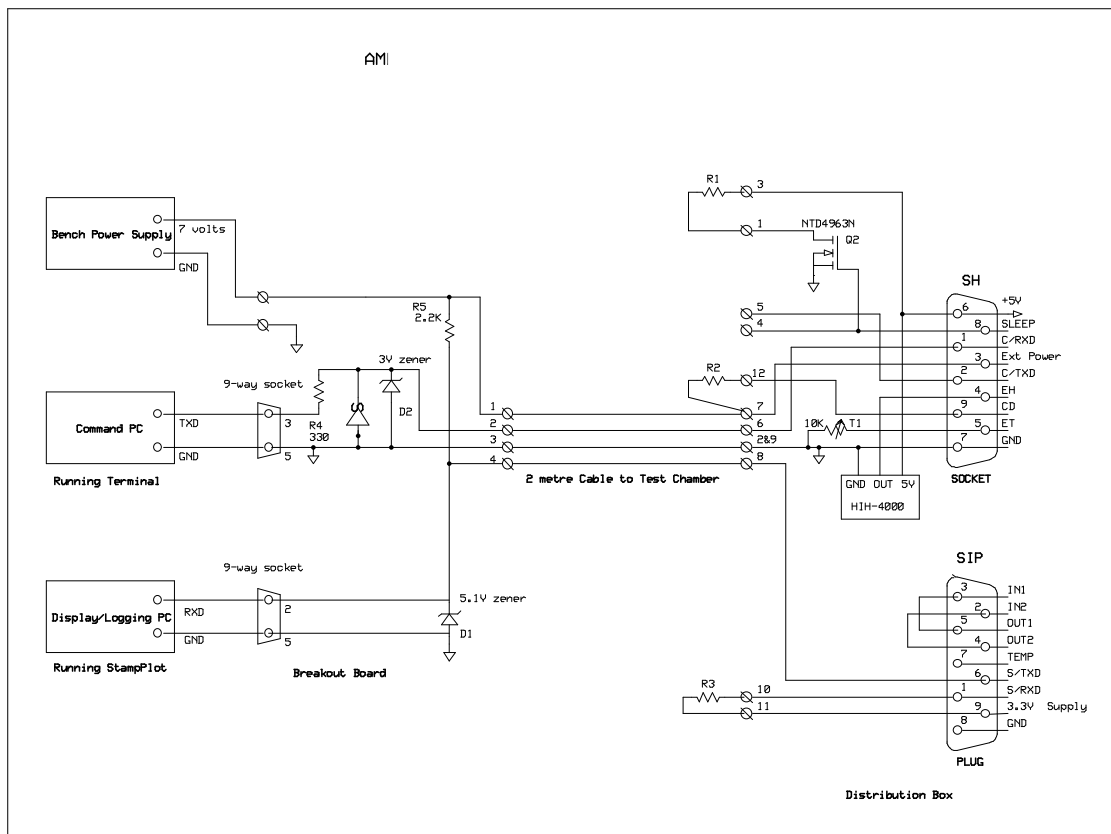 AM
Bench Power Supply
7 volts
GND
R5
2.2K
3V zener
D2
9-way socket
Command PC
TXD
GND
3
5
R4
330
Running Terminal
1
2
3
4
2 metre Cable to Test Chamber
9-way socket
Display/Logging PC
RXD
GND
2
5
5.1V zener
D1
Running StampPlot
Breakout Board
R1
3
1
NTD4963N
Q2
5
4
R2
12
7
6
2&9
8
10K
T1
GND OUT 5V
HIH-4000
SH
6 +5V
8 SLEEP
1 C/RXD
3 Ext Power
2 C/TXD
4 EH
9 CD
5 ET
7 GND
SOCKET
SIP
3 IN1
2 IN2
5 OUT1
4 OUT2
7 TEMP
6 S/TXD
1 S/RXD
9 3.3V Supply
8 GND
PLUG
R3
10
11
Distribution Box